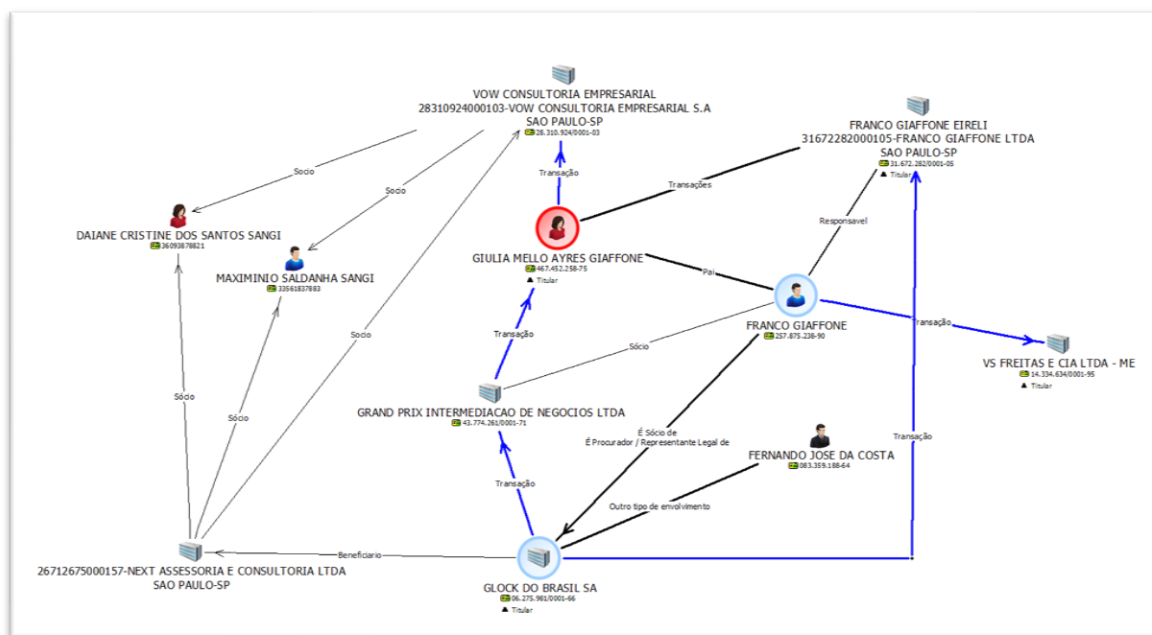 VOW CONSULTORIA EMPRESARIAL
28310924000103-VOW CONSULTORIA EMPRESARIAL S.A
SAO PAULO-SP
28.310.924/0001-03
FRANCO GIAFFONE EIRELI
31672282000105-FRANCO GIAFFONE LTDA
SAO PAULO-SP
31.672.282/0001-05
Titular
Socio
Socio
Transação
Transações
Responsavel
DAIANE CRISTINE DOS SANTOS SANGI
36093878821
MAXIMINIO SALDANHA SANGI
33561837883
GIULIA MELLO AYRES GIAFFONE
467.452.258-75
Titular
Pai
FRANCO GIAFFONE
257.875.238-90
Transação
Socio
Transação
Sócio
VS FREITAS E CIA LTDA - ME
14.334.634/0001-95
Titular
GRAND PRIX INTERMEDIACAO DE NEGOCIOS LTDA
43.774.261/0001-71
Sócio
Sócio
É Sócio de
É Procurador / Representante Legal de
Transação
FERNANDO JOSE DA COSTA
083.359.188-64
Transação
Outro tipo de envolvimento
Beneficiario
26712675000157-NEXT ASSESSORIA E CONSULTORIA LTDA
SAO PAULO-SP
GLOCK DO BRASIL SA
06.275.981/0001-66
Titular